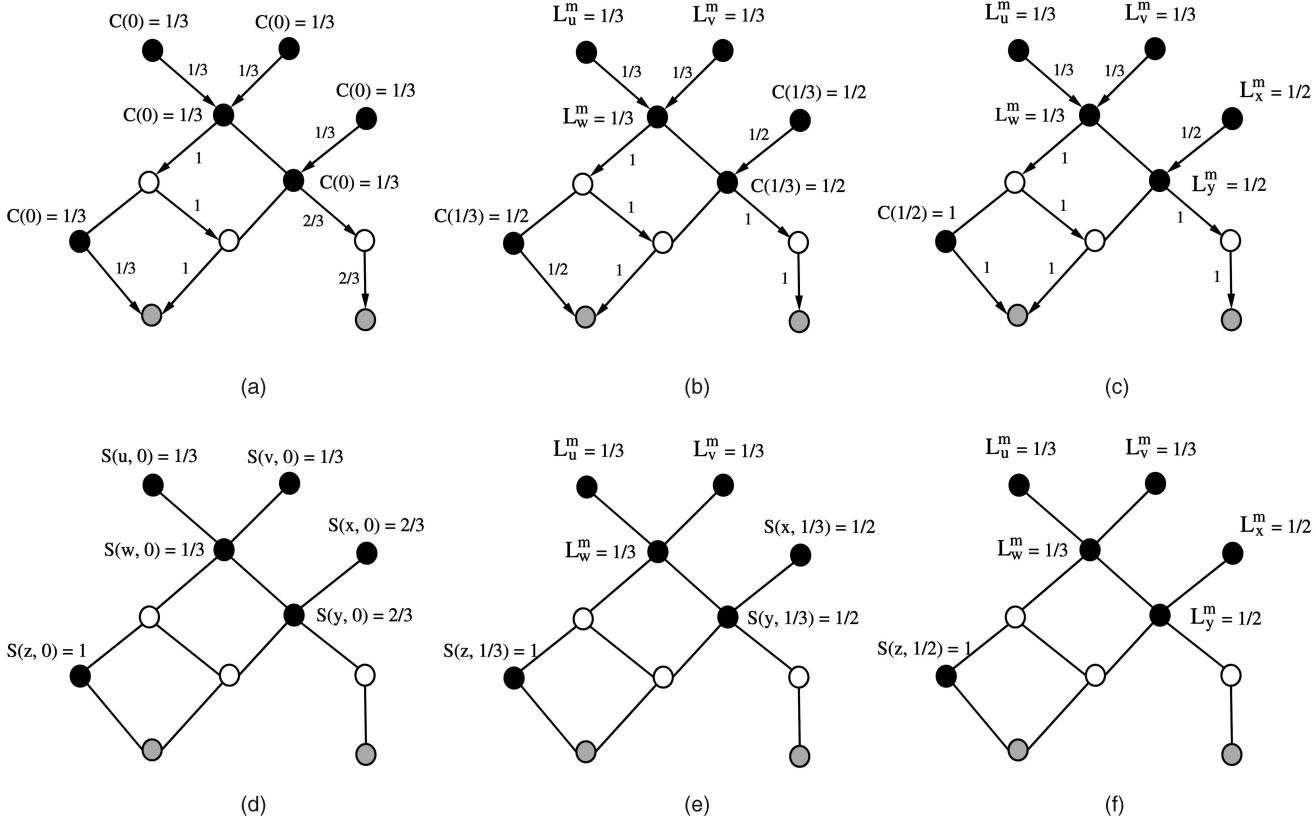 C(0) = 1/3
C(0) = 1/3
1/3
1/3
C(0) = 1/3
C(0) = 1/3
1/3
1
C(0) = 1/3
C(0) = 1/3
1
2/3
1/3
1
2/3
(a)
L_u^m = 1/3
L_v^m = 1/3
1/3
1/3
C(1/3) = 1/2
L_w^m = 1/3
1/2
1
C(1/3) = 1/2
C(1/3) = 1/2
1
1
1/2
1
1
(b)
L_u^m = 1/3
L_v^m = 1/3
1/3
1/3
L_x^m = 1/2
L_w^m = 1/3
1/2
1
L_y^m = 1/2
C(1/2) = 1
1
1
1
1
1
(c)
S(u, 0) = 1/3
S(v, 0) = 1/3
S(x, 0) = 2/3
S(w, 0) = 1/3
S(y, 0) = 2/3
S(z, 0) = 1
(d)
L_u^m = 1/3
L_v^m = 1/3
S(x, 1/3) = 1/2
L_w^m = 1/3
S(y, 1/3) = 1/2
S(z, 1/3) = 1
(e)
L_u^m = 1/3
L_v^m = 1/3
L_x^m = 1/2
L_w^m = 1/3
L_y^m = 1/2
S(z, 1/2) = 1
(f)